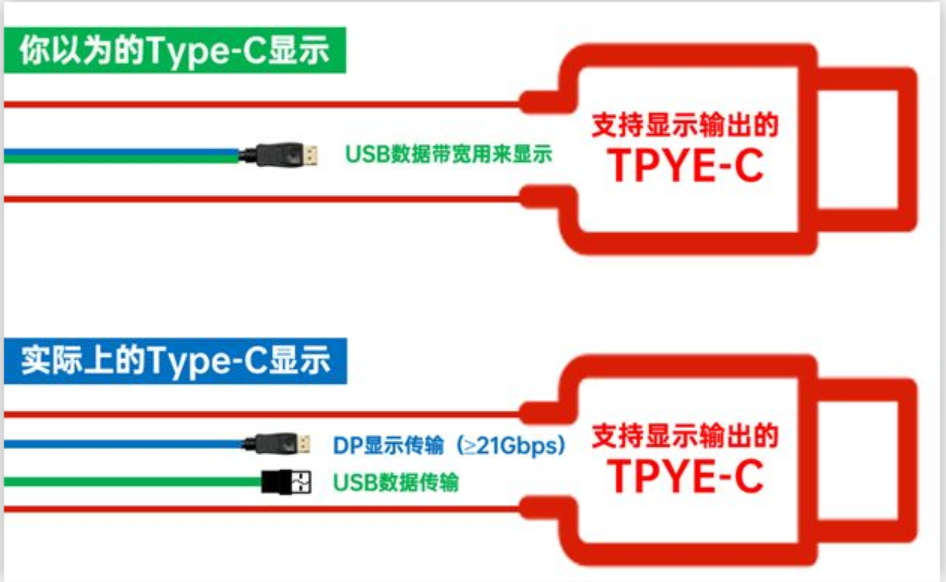 你以为的Type-C显示
支持显示输出的
TPYE-C
USB数据带宽用来显示
实际上的Type-C显示
支持显示输出的
TPYE-C
DP显示传输（≥21Gbps）
USB数据传输